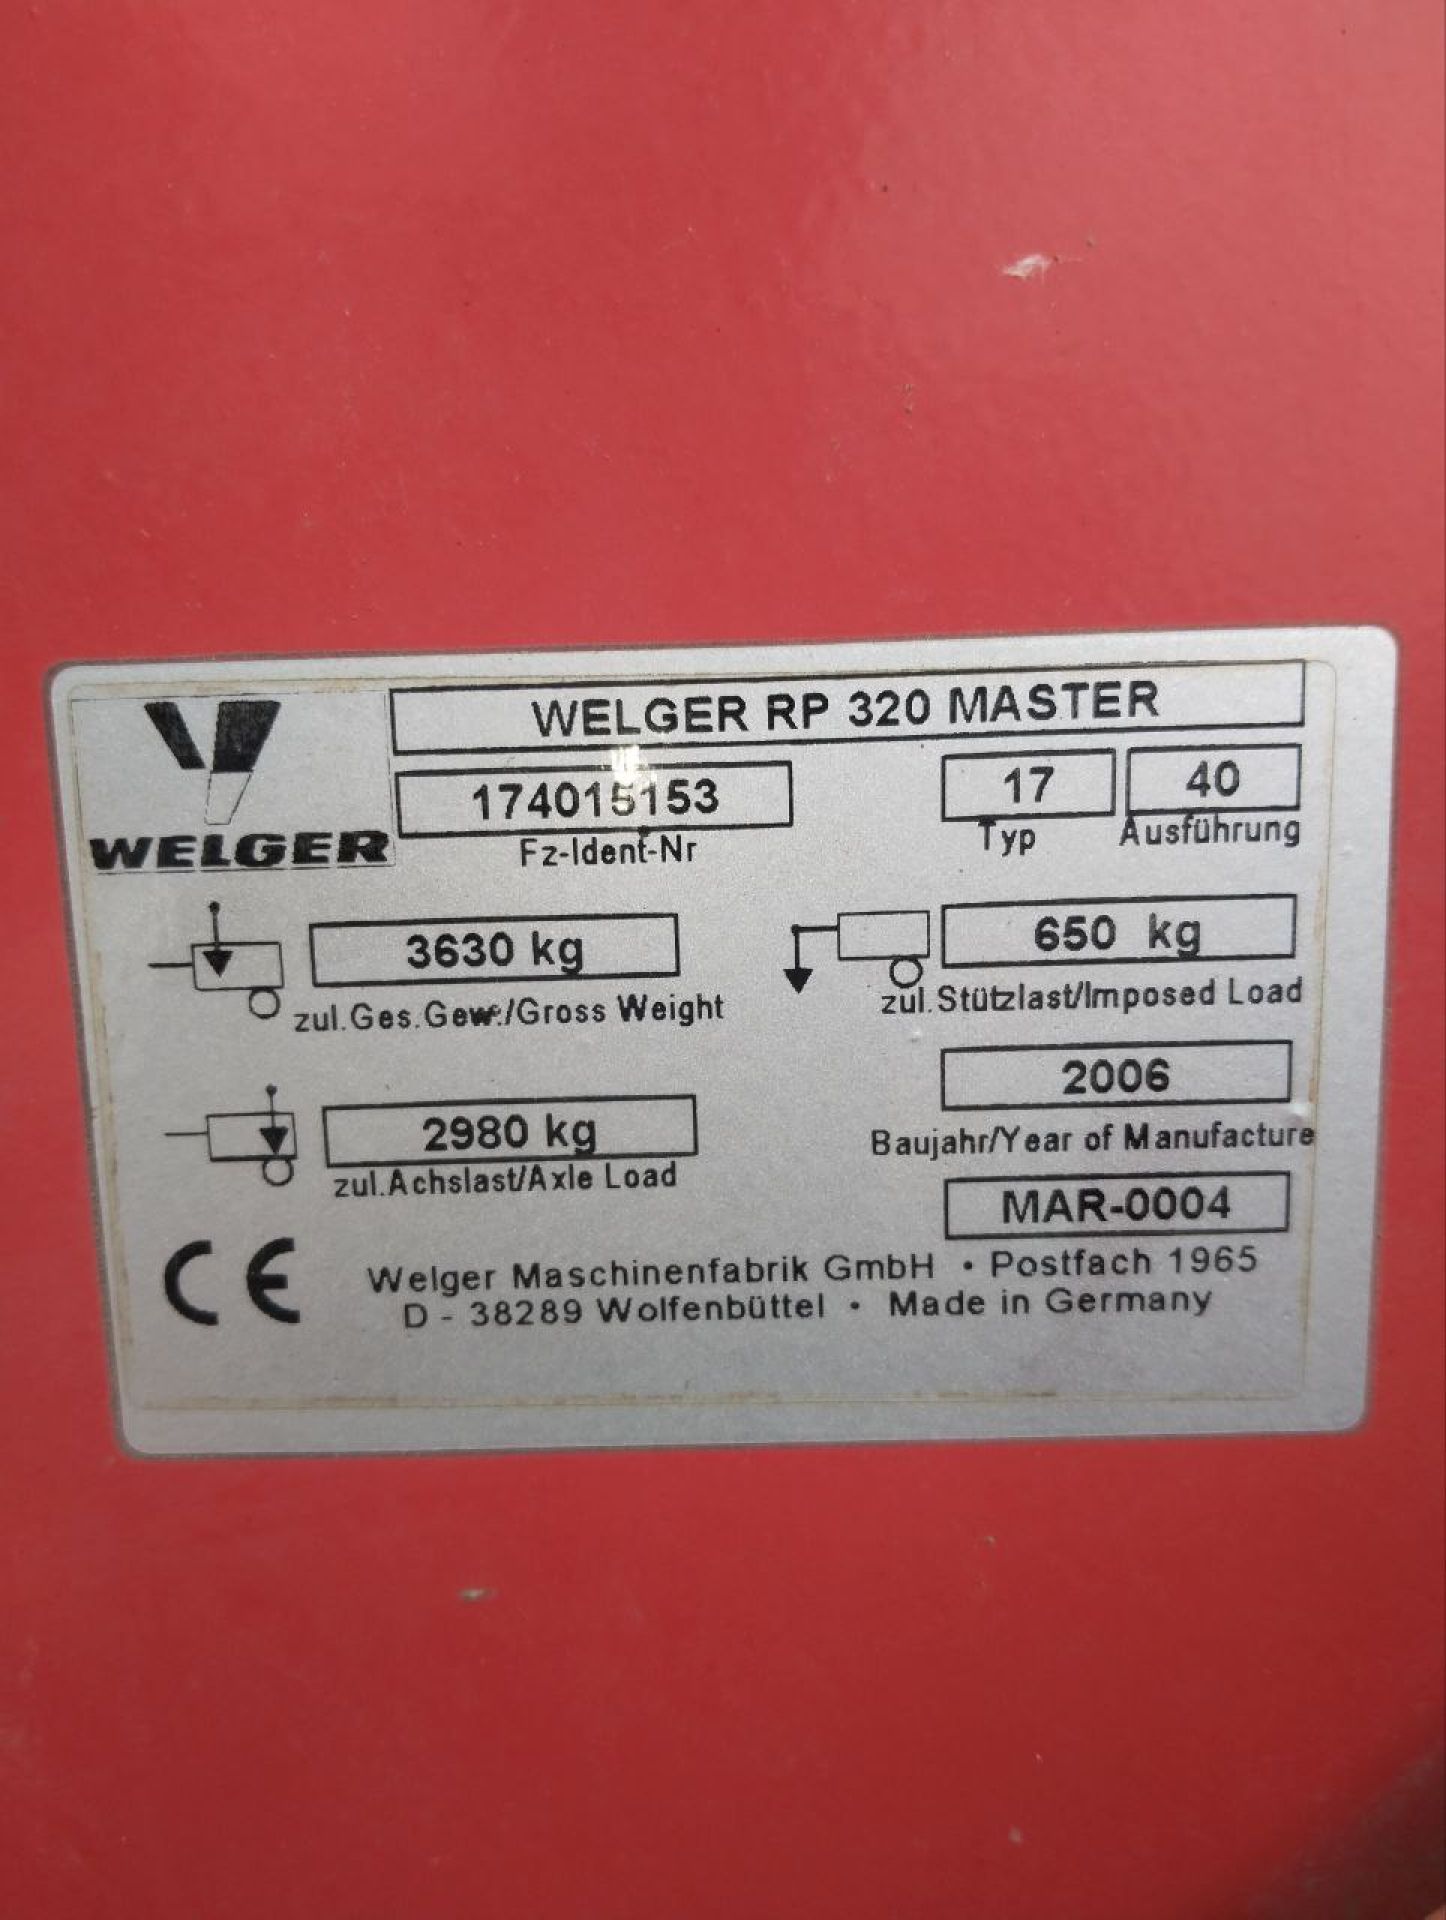 WELGER RP 320 MASTER
WELGER
174015153
17
40
Fz-Ident-Nr
Typ
Ausführung
3630 kg
650 kg
zul.Ges.Gew./Gross Weight
zul.Stützlast/Imposed Load
2980 kg
2006
zul.Achslast/Axle Load
Baujahr/Year of Manufacture
MAR-0004
CE
Welger Maschinenfabrik GmbH • Postfach 1965
D - 38289 Wolfenbüttel • Made in Germany